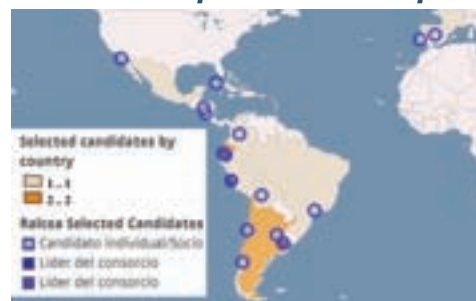 Selected candidates by
country
1 .. 1
2 .. 2
Ralcea Selected Candidates
Candidato Individual/Socio
Líder del consorcio
Líder del consorcio